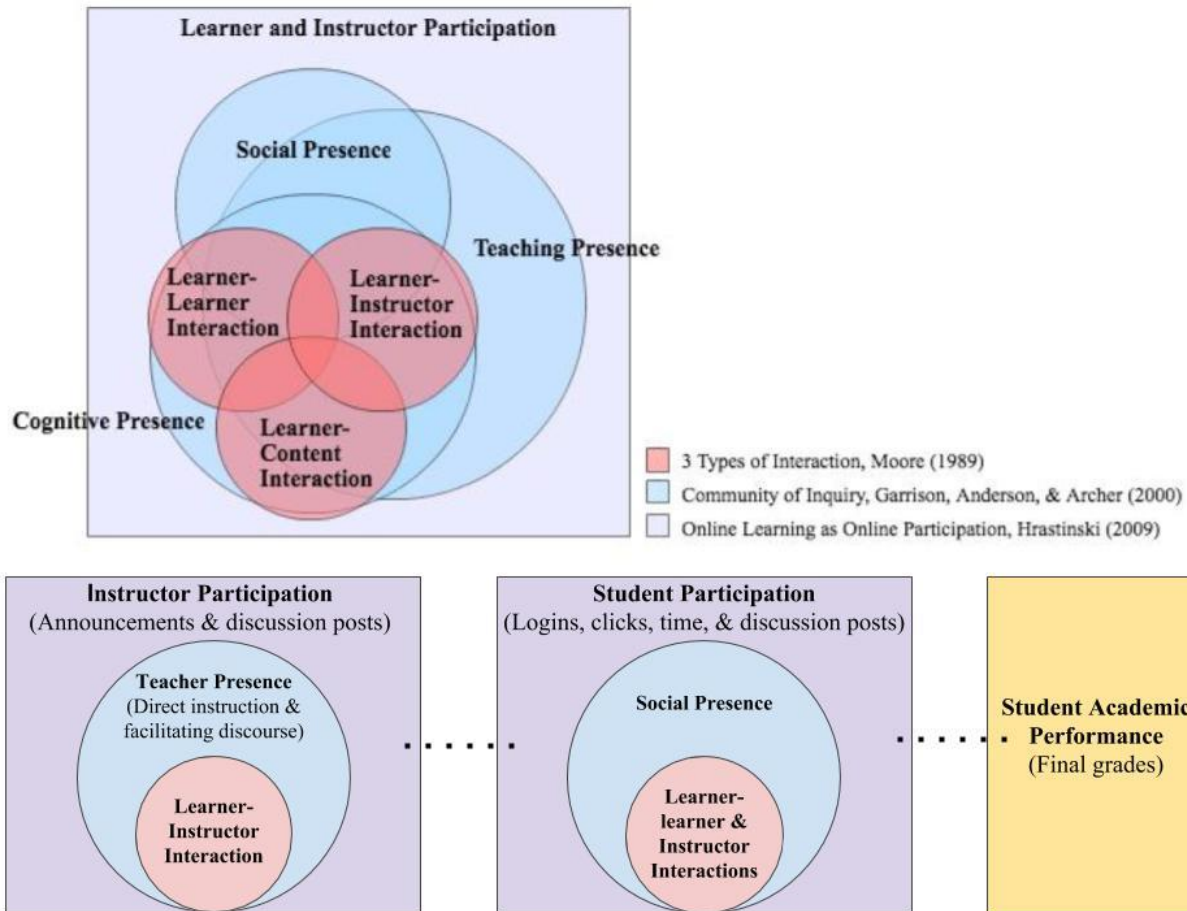 Learner and Instructor Participation
Social Presence
Teaching Presence
Learner-
Learner
Interaction
Learner-
Instructor
Interaction
Cognitive Presence
Learner-
Content
Interaction
3 Types of Interaction, Moore (1989)
Community of Inquiry, Garrison, Anderson, & Archer (2000)
Online Learning as Online Participation, Hrastinski (2009)
Instructor Participation
(Announcements & discussion posts)
Teacher Presence
(Direct instruction &
facilitating discourse)
Learner-
Instructor
Interaction
Student Participation
(Logins, clicks, time, & discussion posts)
Social Presence
Learner-
learner &
Instructor
Interactions
Student Academic
Performance
(Final grades)